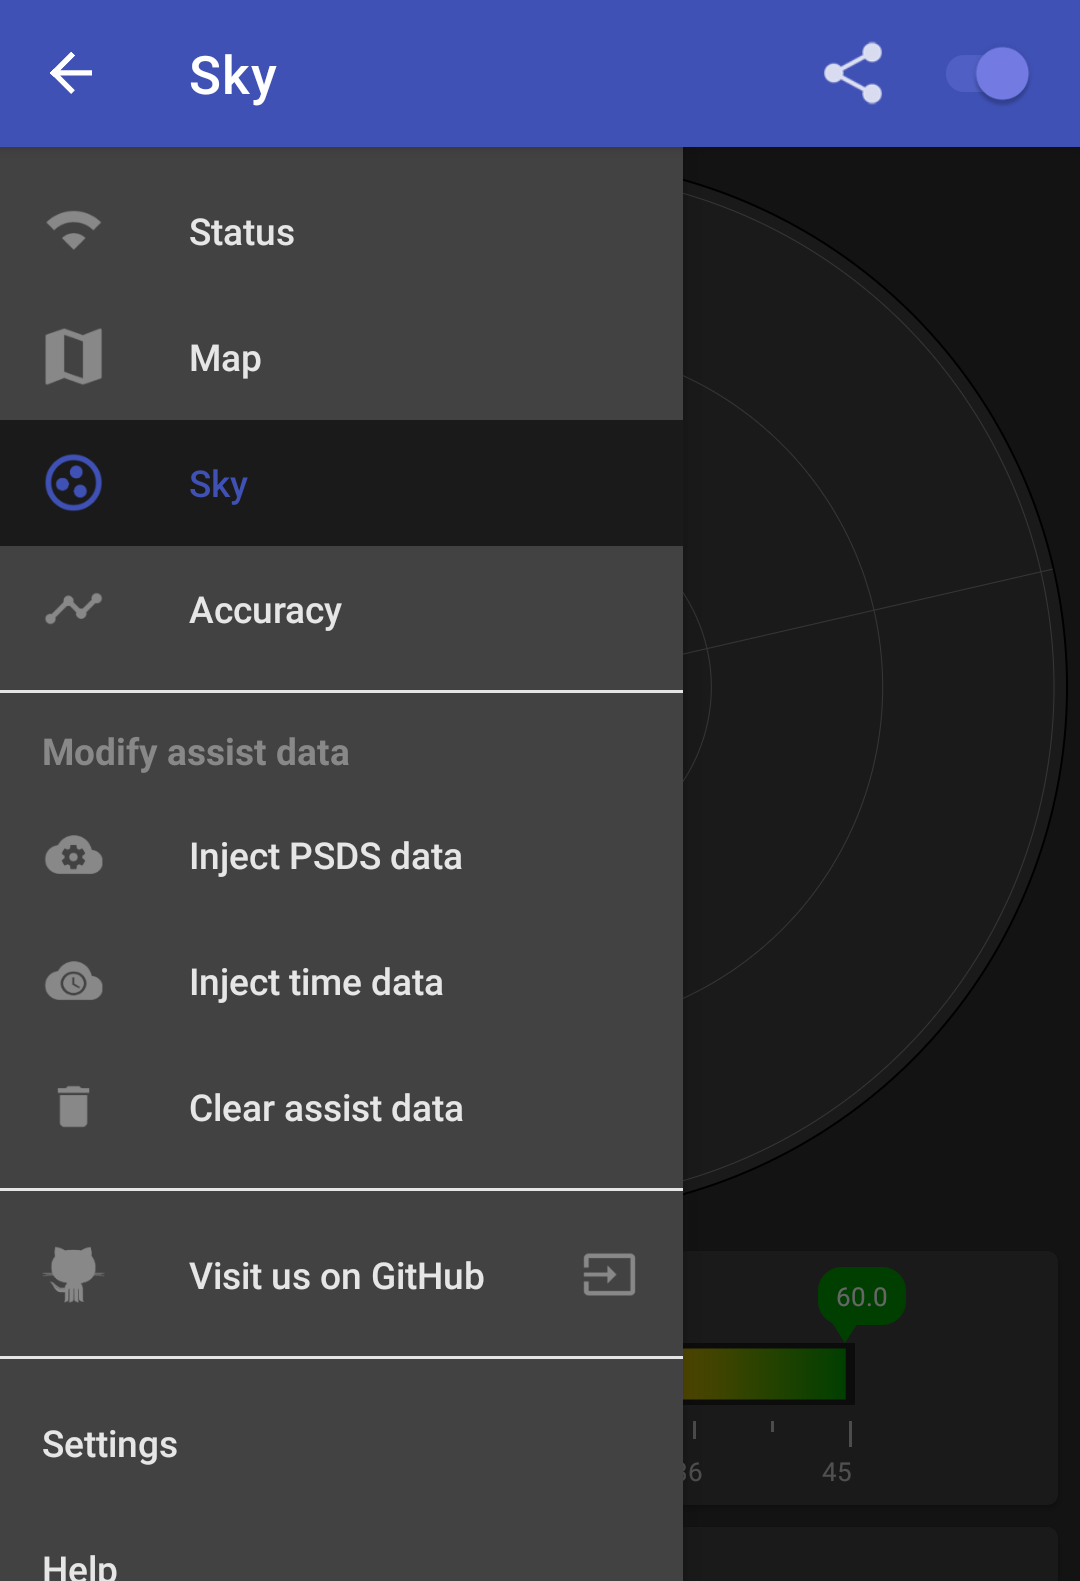 Sky
Status
Map
Sky
Accuracy
Modify assist data
Inject PSDS data
Inject time data
Clear assist data
Visit us on GitHub
60.0
36 45
Settings
Help